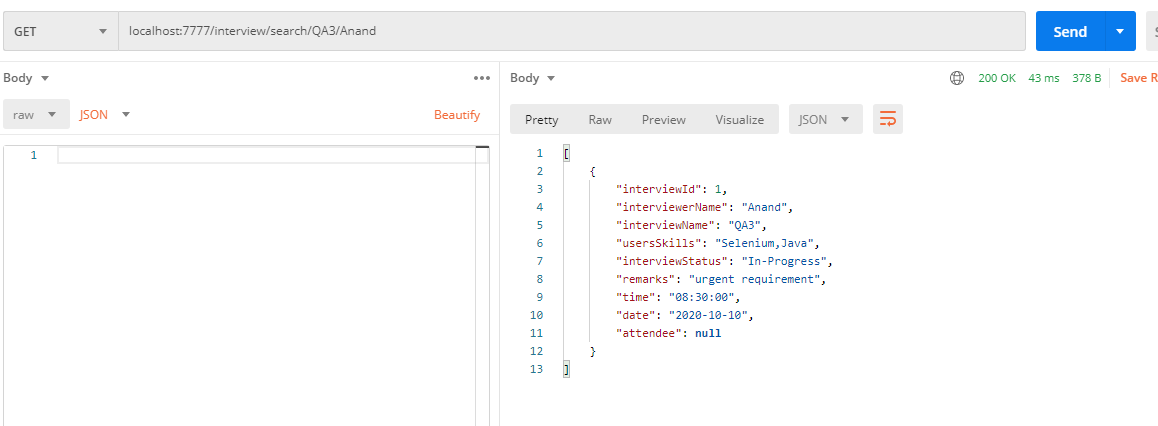 GET localhost:7777/interview/search/QA3/Anand Send
Body Body 200 OK 43 ms 378 B Save R
raw JSON Beautify Pretty Raw Preview Visualize JSON
1
1 [
2 {
3 "interviewId": 1,
4 "interviewerName": "Anand",
5 "interviewName": "QA3",
6 "usersSkills": "Selenium,Java",
7 "interviewStatus": "In-Progress",
8 "remarks": "urgent requirement",
9 "time": "08:30:00",
10 "date": "2020-10-10",
11 "attendee": null
12 }
13 ]